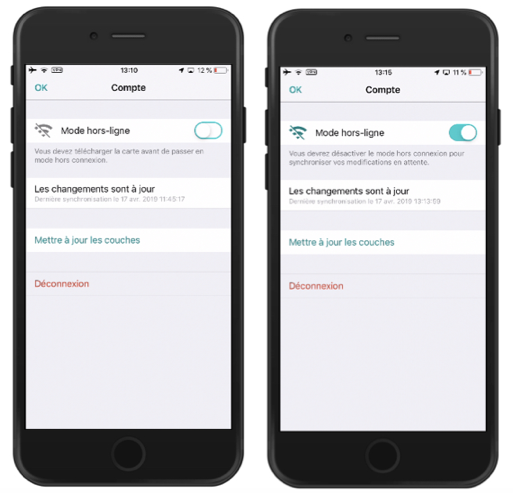 13:10
12 %
OK
Compte
Mode hors-ligne
Vous devez télécharger la carte avant de passer en
mode hors connexion.
Les changements sont à jour
Dernière synchronisation le 17 avr. 2019 11:45:17
Mettre à jour les couches
Déconnexion
13:15
11 %
OK
Compte
Mode hors-ligne
Vous devrez désactiver le mode hors connexion pour
synchroniser vos modifications en attente.
Les changements sont à jour
Dernière synchronisation le 17 avr. 2019 13:13:59
Mettre à jour les couches
Déconnexion